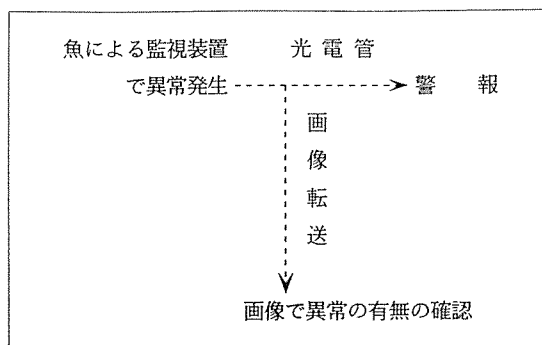 魚による監視装置 光電管
で異常発生 警報
画
像
転
送
画像で異常の有無の確認